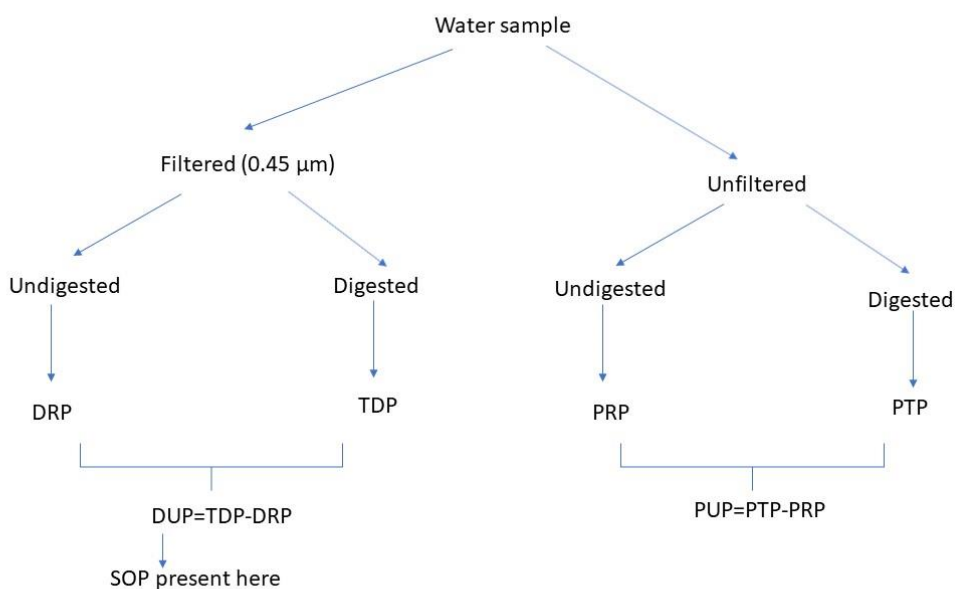 Water sample
Filtered (0.45 μm)
Unfiltered
Undigested
Digested
Undigested
Digested
DRP
TDP
PRP
PTP
DUP=TDP-DRP
PUP=PTP-PRP
SOP present here